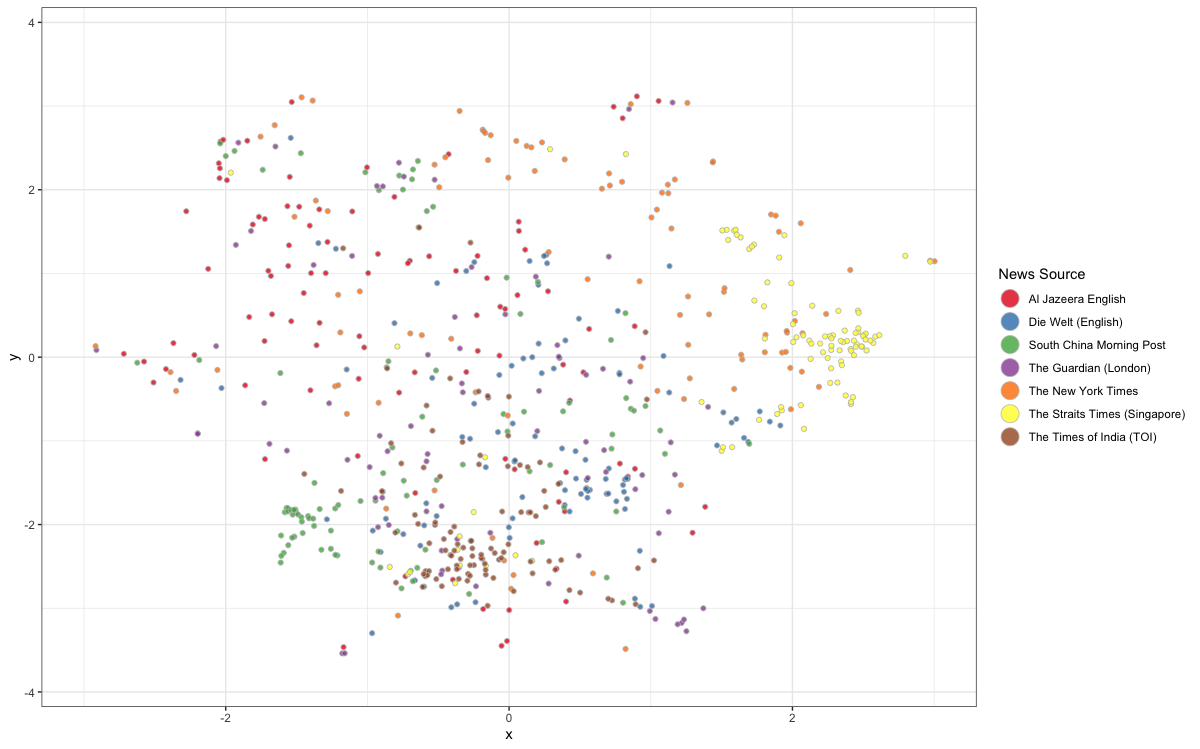 4
2
0
-2
-4
y
-2
0
2
x
News Source
Al Jazeera English
Die Welt (English)
South China Morning Post
The Guardian (London)
The New York Times
The Straits Times (Singapore)
The Times of India (TOI)